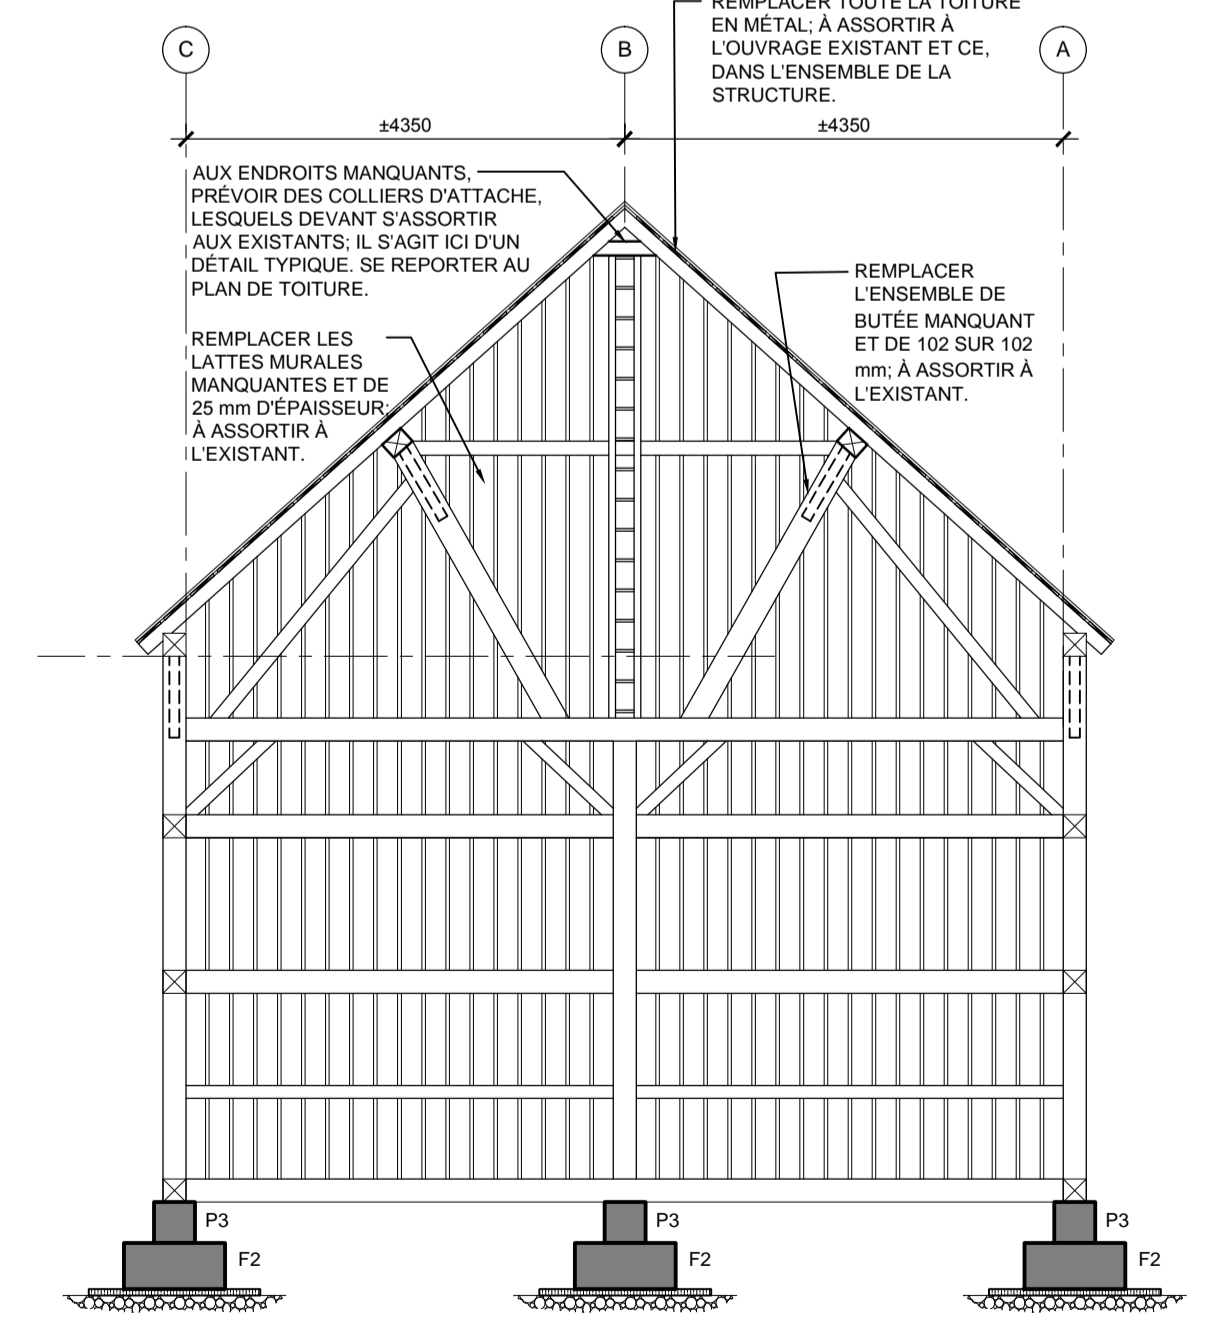 REMPLACER TOUTE LA TOITURE
EN MÉTAL; À ASSORTIR À
L'OUVRAGE EXISTANT ET CE,
DANS L'ENSEMBLE DE LA
STRUCTURE.
C
B
A
±4350
±4350
AUX ENDROITS MANQUANTS,
PRÉVOIR DES COLLIERS D'ATTACHE,
LESQUELS DEVANT S'ASSORTIR
AUX EXISTANTS; IL S'AGIT ICI D'UN
DÉTAIL TYPIQUE. SE REPORTER AU
PLAN DE TOITURE.
REMPLACER
L'ENSEMBLE DE
BUTÉE MANQUANT
ET DE 102 SUR 102
mm; À ASSORTIR À
L'EXISTANT.
REMPLACER LES
LATTES MURALES
MANQUANTES ET DE
25 mm D'ÉPAISSEUR;
À ASSORTIR À
L'EXISTANT.
P3
P3
P3
F2
F2
F2